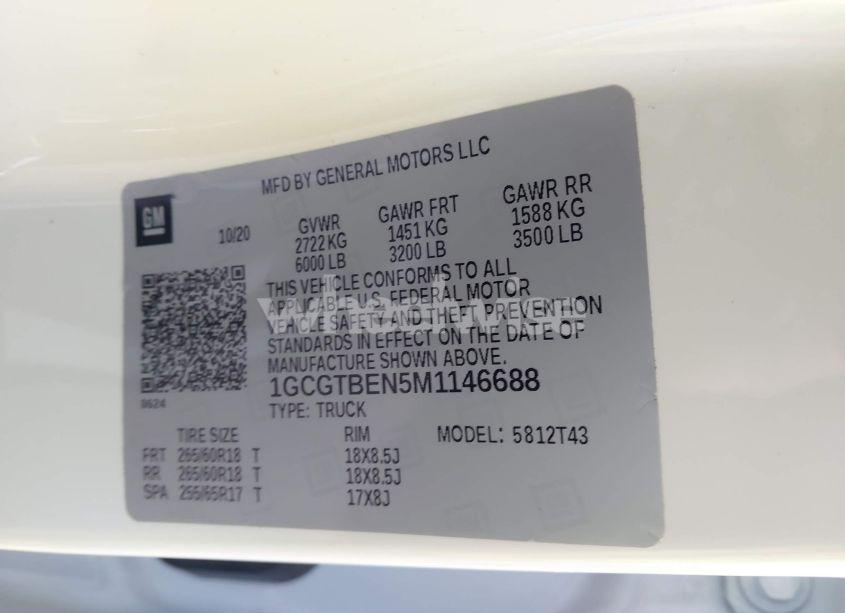 MFD BY GENERAL MOTORS LLC
GM
10/20
GVWR GAWR FRT GAWR RR
2722 KG 1451 KG 1588 KG
6000 LB 3200 LB 3500 LB
THIS VEHICLE CONFORMS TO ALL
APPLICABLE U.S. FEDERAL MOTOR
VEHICLE SAFETY AND THEFT PREVENTION
STANDARDS IN EFFECT ON THE DATE OF
MANUFACTURE SHOWN ABOVE.
1GCGTBEN5M1146688
TYPE: TRUCK
TIRE SIZE RIM MODEL: 5812T43
FRT 265/60R18 T 18X8.5J
RR 265/60R18 T 18X8.5J
SPA 255/65R17 T 17X8J